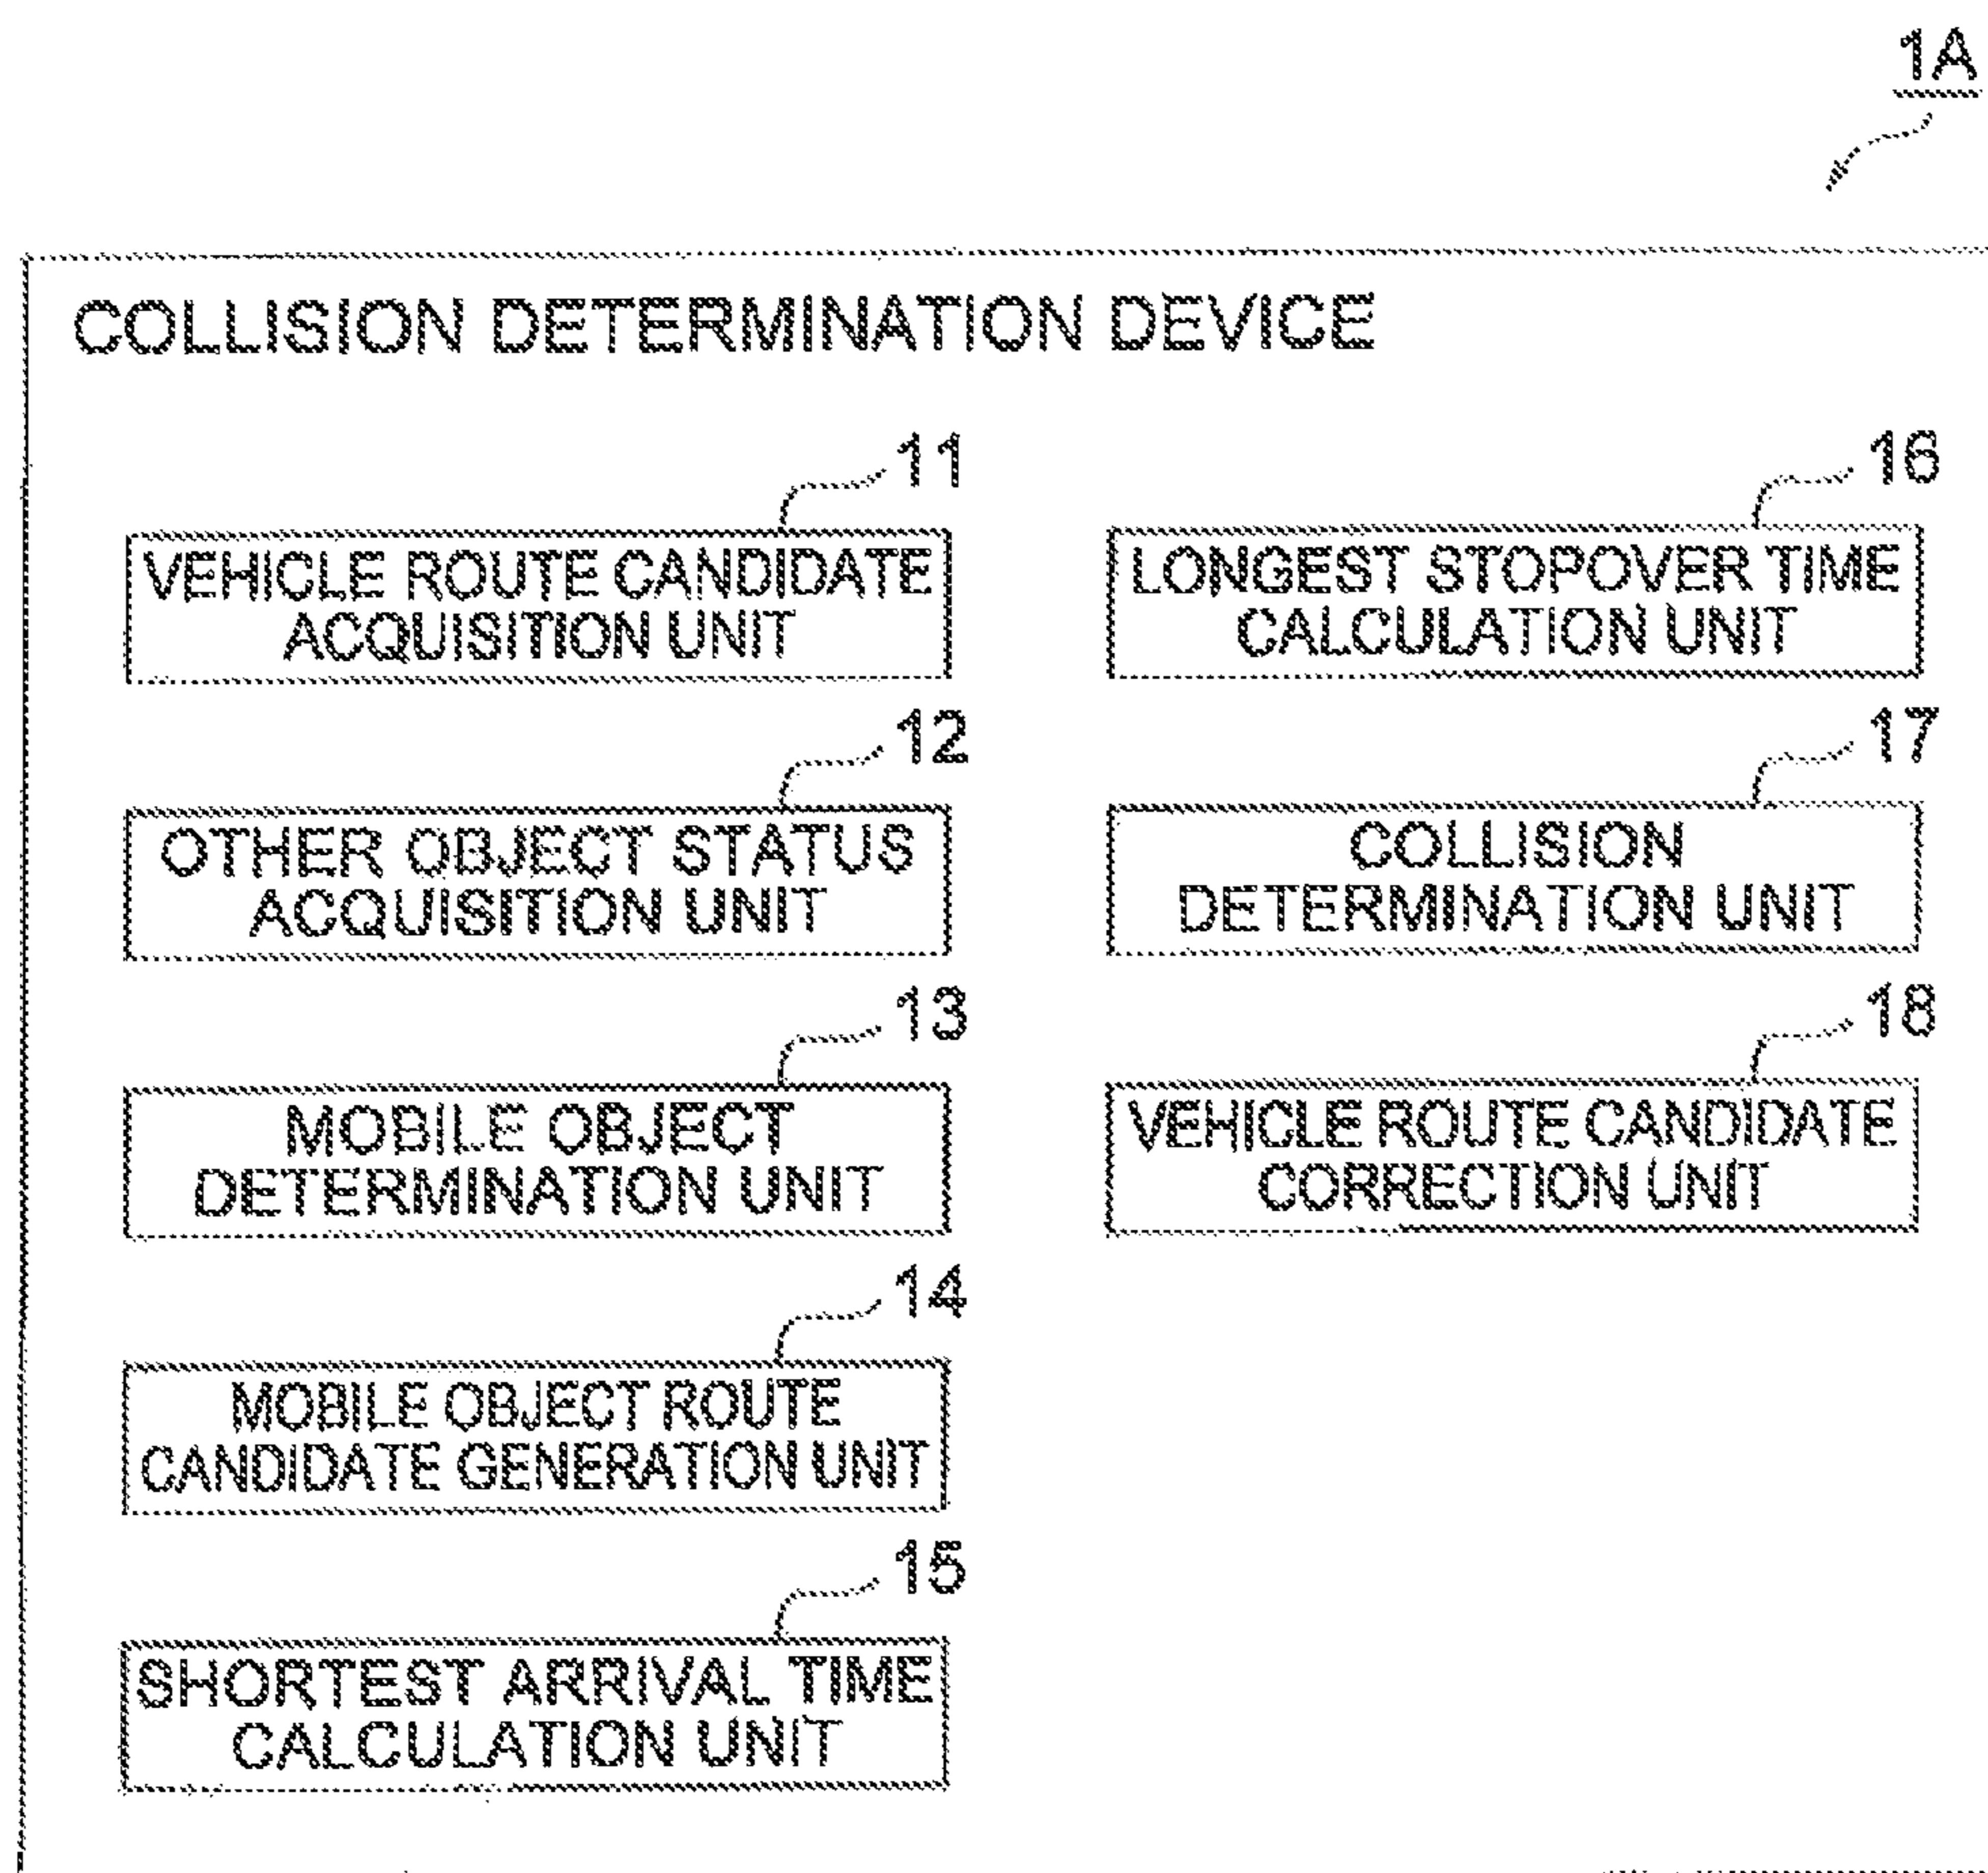 1A
COLLISION DETERMINATION DEVICE
11
VEHICLE ROUTE CANDIDATE
ACQUISITION UNIT
12
OTHER OBJECT STATUS
ACQUISITION UNIT
13
MOBILE OBJECT
DETERMINATION UNIT
14
MOBILE OBJECT ROUTE
CANDIDATE GENERATION UNIT
15
SHORTEST ARRIVAL TIME
CALCULATION UNIT
16
LONGEST STOPOVER TIME
CALCULATION UNIT
17
COLLISION
DETERMINATION UNIT
18
VEHICLE ROUTE CANDIDATE
CORRECTION UNIT